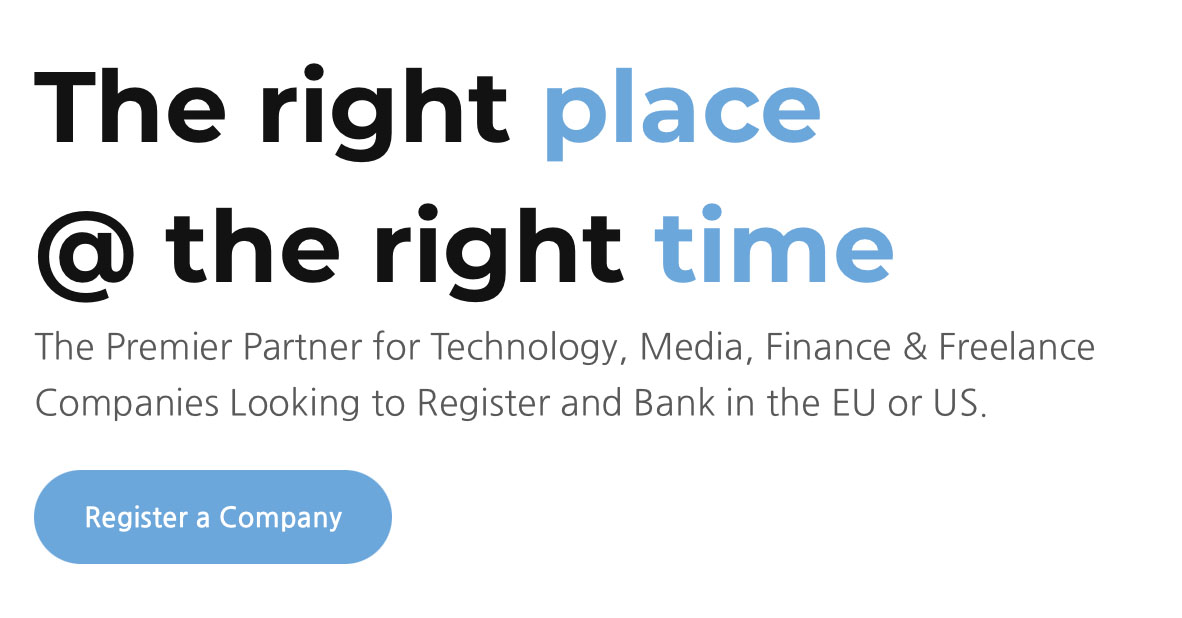 The right place
@ the right time
The Premier Partner for Technology, Media, Finance & Freelance
Companies Looking to Register and Bank in the EU or US.
Register a Company